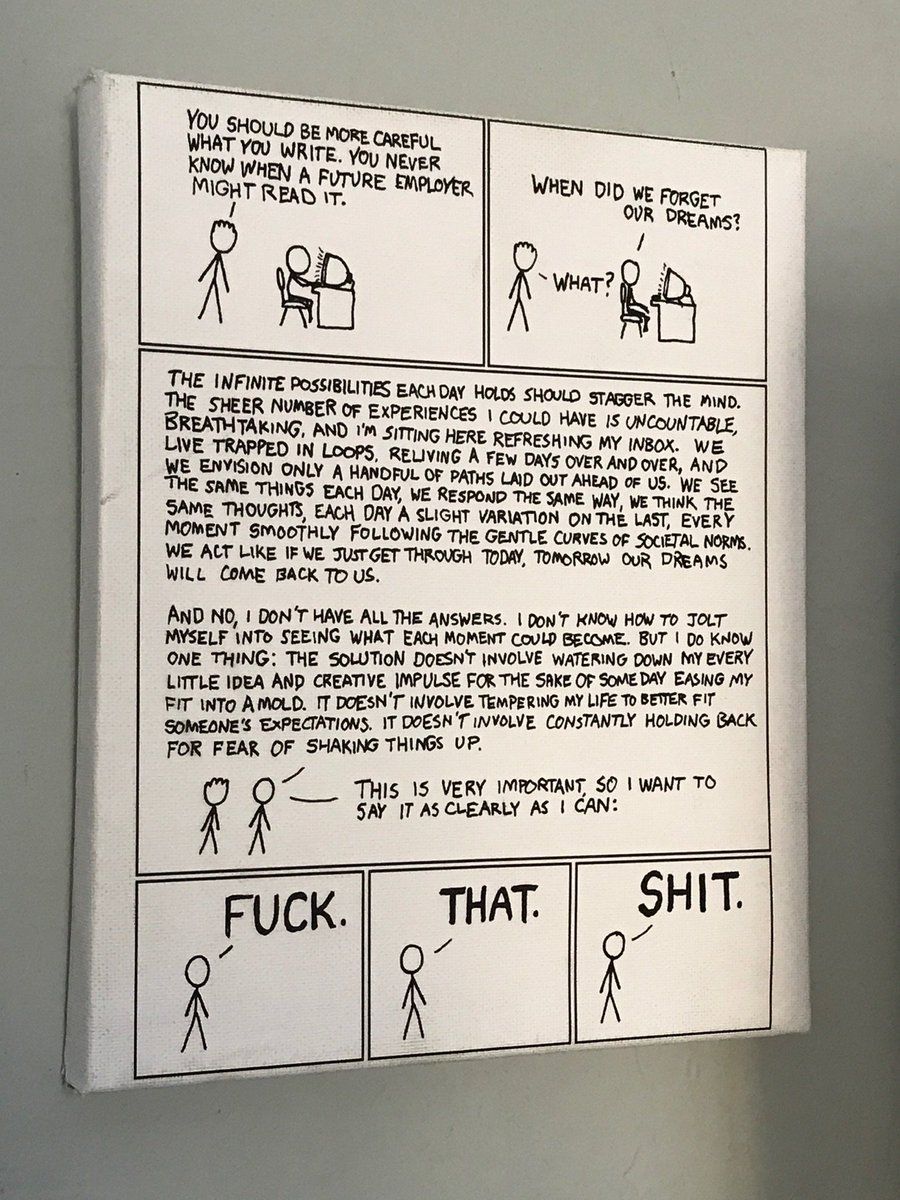 YOU SHOULD BE MORE CAREFUL
WHAT YOU WRITE. YOU NEVER
KNOW WHEN A FUTURE EMPLOYER
MIGHT READ IT.
WHEN DID WE FORGET
OUR DREAMS?
WHAT?
THE INFINITE POSSIBILITIES EACH DAY HOLDS SHOULD STAGGER THE MIND.
THE SHEER NUMBER OF EXPERIENCES I COULD HAVE IS UNCOUNTABLE,
BREATHTAKING, AND I'M SITTING HERE REFRESHING MY INBOX. WE
LIVE TRAPPED IN LOOPS, RELIVING A FEW DAYS OVER AND OVER, AND
WE ENVISION ONLY A HANDFUL OF PATHS LAID OUT AHEAD OF US. WE SEE
THE SAME THINGS EACH DAY, WE RESPOND THE SAME WAY, WE THINK THE
SAME THOUGHTS, EACH DAY A SLIGHT VARIATION ON THE LAST, EVERY
MOMENT SMOOTHLY FOLLOWING THE GENTLE CURVES OF SOCIETAL NORMS.
WE ACT LIKE IF WE JUST GET THROUGH TODAY, TOMORROW OUR DREAMS
WILL COME BACK TO US.
AND NO, I DON'T HAVE ALL THE ANSWERS. I DON'T KNOW HOW TO JOLT
MYSELF INTO SEEING WHAT EACH MOMENT COULD BECOME. BUT I DO KNOW
ONE THING: THE SOLUTION DOESN'T INVOLVE WATERING DOWN MY EVERY
LITTLE IDEA AND CREATIVE IMPULSE FOR THE SAKE OF SOME DAY EASING MY
FIT INTO A MOLD. IT DOESN'T INVOLVE TEMPERING MY LIFE TO BETTER FIT
SOMEONE'S EXPECTATIONS. IT DOESN'T INVOLVE CONSTANTLY HOLDING BACK
FOR FEAR OF SHAKING THINGS UP.
THIS IS VERY IMPORTANT, SO I WANT TO
SAY IT AS CLEARLY AS I CAN:
FUCK.
THAT.
SHIT.